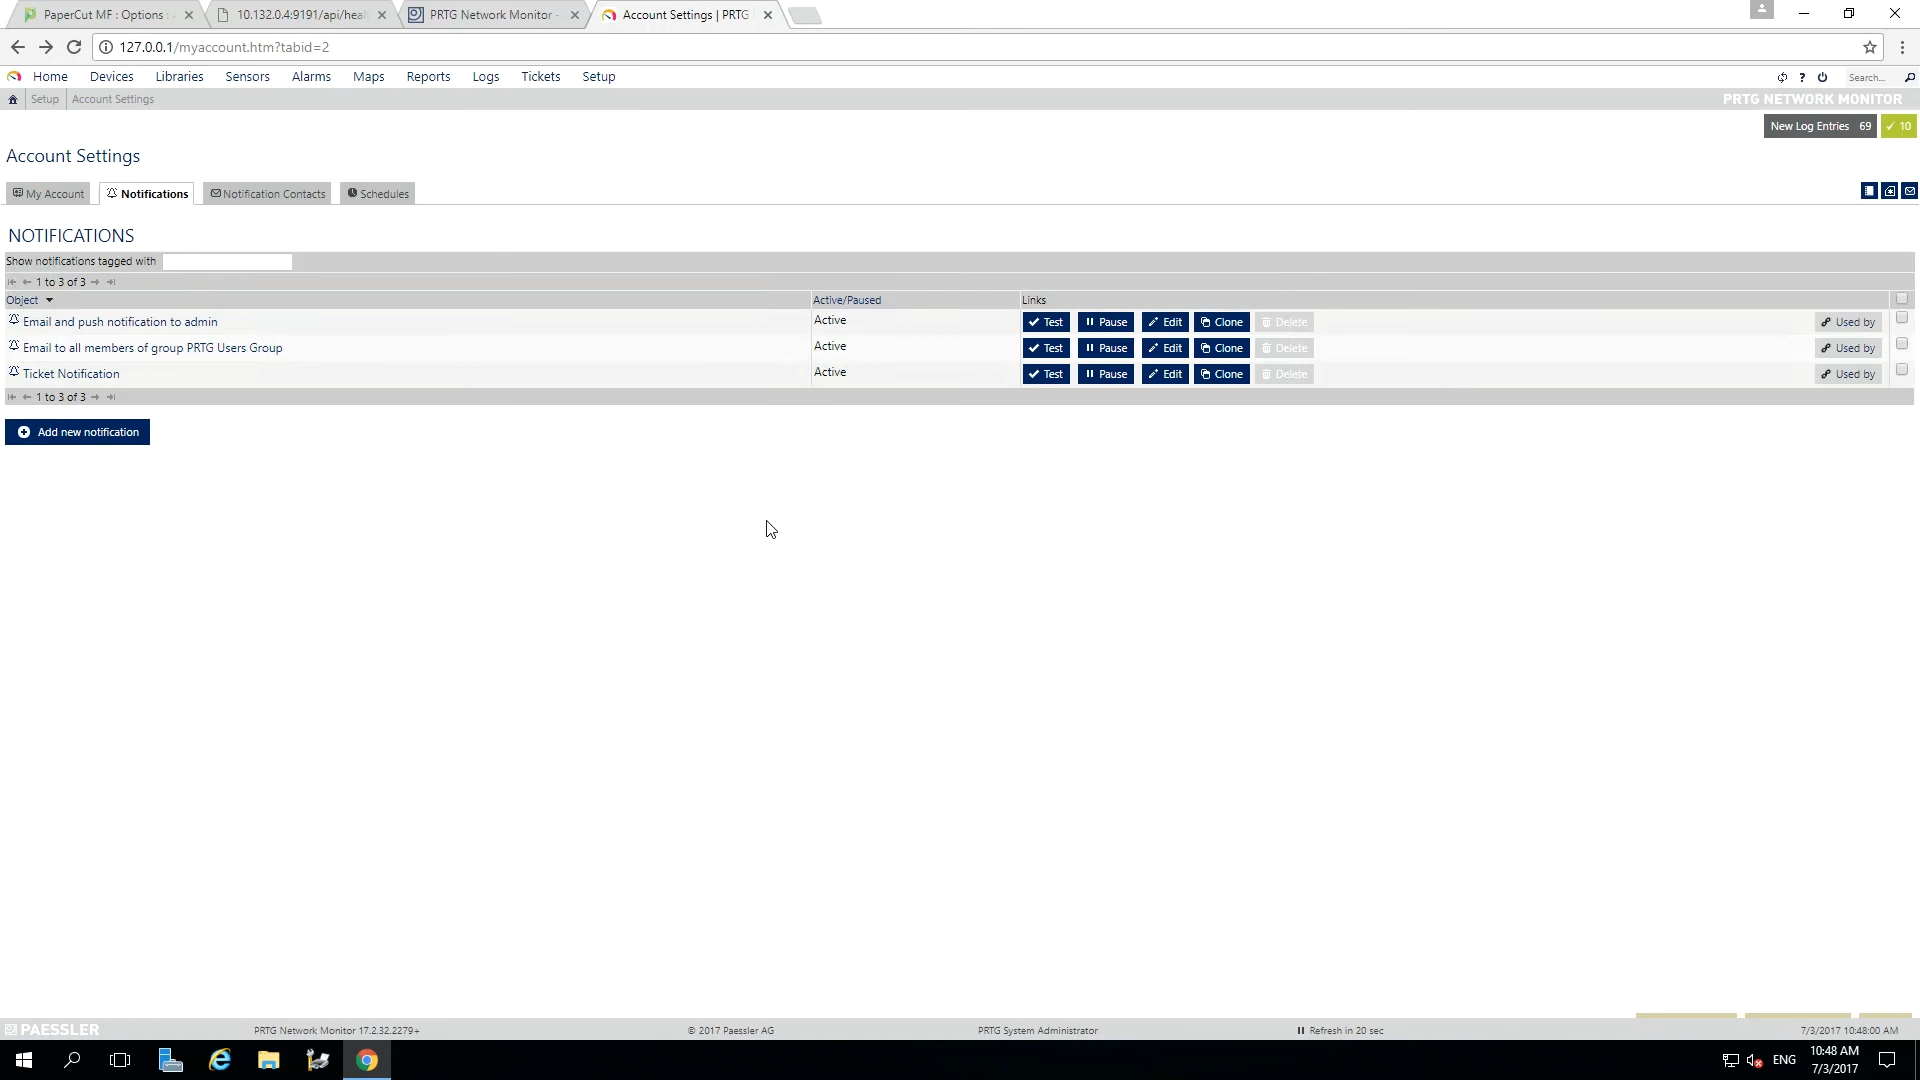 PaperCut MF : Options :
10.132.0.4:9191/api/heal
PRTG Network Monitor -
Account Settings | PRTG
127.0.0.1/myaccount.htm?tabid=2
Home Devices Libraries Sensors Alarms Maps Reports Logs Tickets Setup
? Search...
Setup Account Settings
PRTG NETWORK MONITOR
New Log Entries 69
10
Account Settings
My Account Notifications Notification Contacts Schedules
NOTIFICATIONS
Show notifications tagged with
1 to 3 of 3
Object Active/Paused Links
Email and push notification to admin Active Test Pause Edit Clone Delete Used by
Email to all members of group PRTG Users Group Active Test Pause Edit Clone Delete Used by
Ticket Notification Active Test Pause Edit Clone Delete Used by
1 to 3 of 3
Add new notification
PAESSLER PRTG Network Monitor 17.2.32.2279+ © 2017 Paessler AG PRTG System Administrator Refresh in 20 sec 7/3/2017 10:48:00 AM
ENG
10:48 AM
7/3/2017